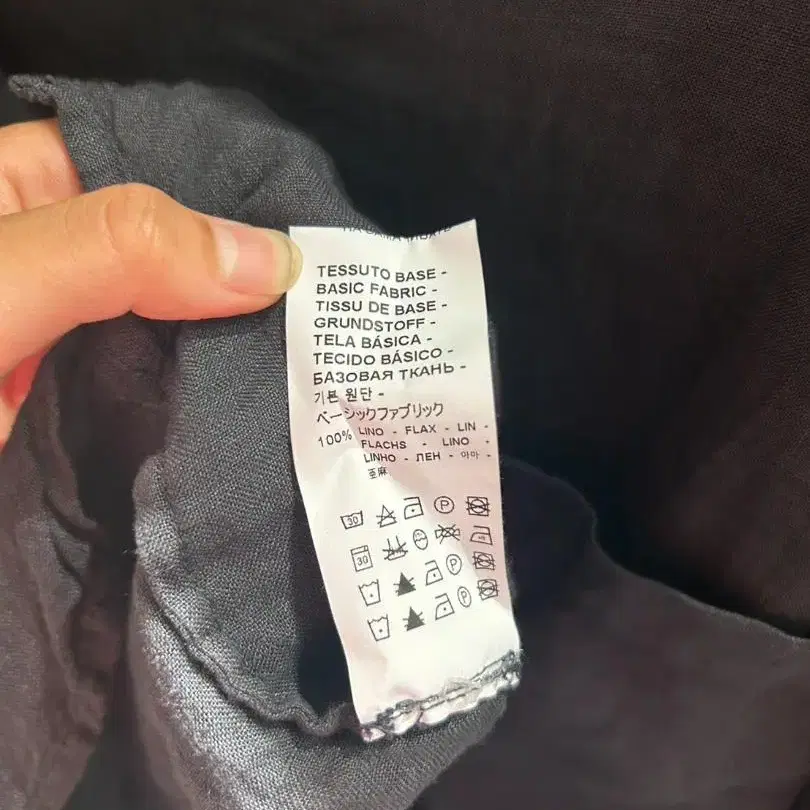 TESSUTO BASE -
BASIC FABRIC -
TISSU DE BASE -
GRUNDSTOFF -
TELA BÁSICA -
TECIDO BÁSICO -
БАЗОВАЯ ТКАНЬ -
기본 원단 -
ベーシックファブリック
100% LINO - FLAX - LIN -
FLACHS - LINO -
LINHO - ЛЕН - 아마 -
亜麻
30 P
30